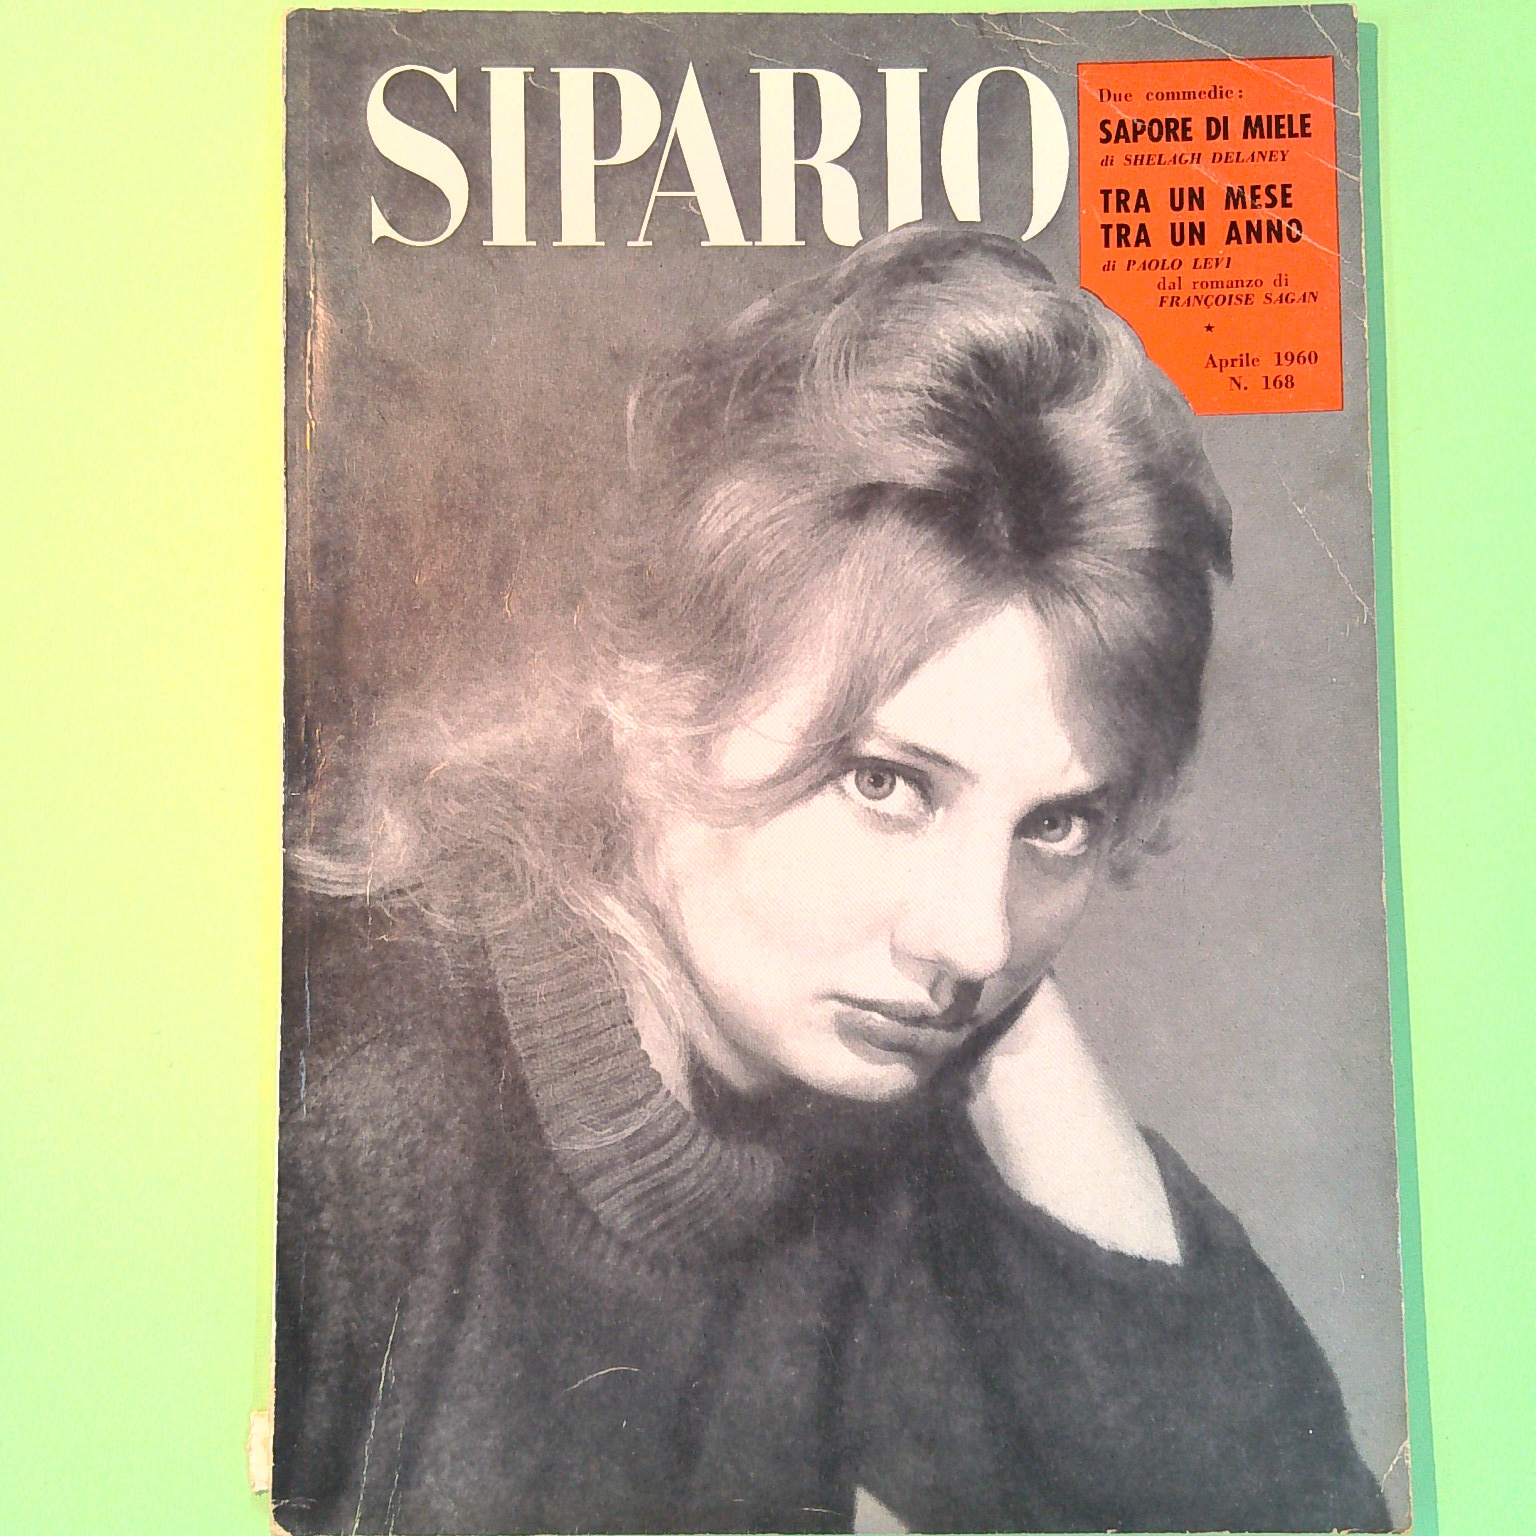 SIPARIO
Due commedie:
SAPORE DI MIELE
di SHELAGH DELANEY
TRA UN MESE
TRA UN ANNO
di PAOLO LEVI
dal romanzo di
FRANÇOISE SAGAN
★
Aprile 1960
N. 168